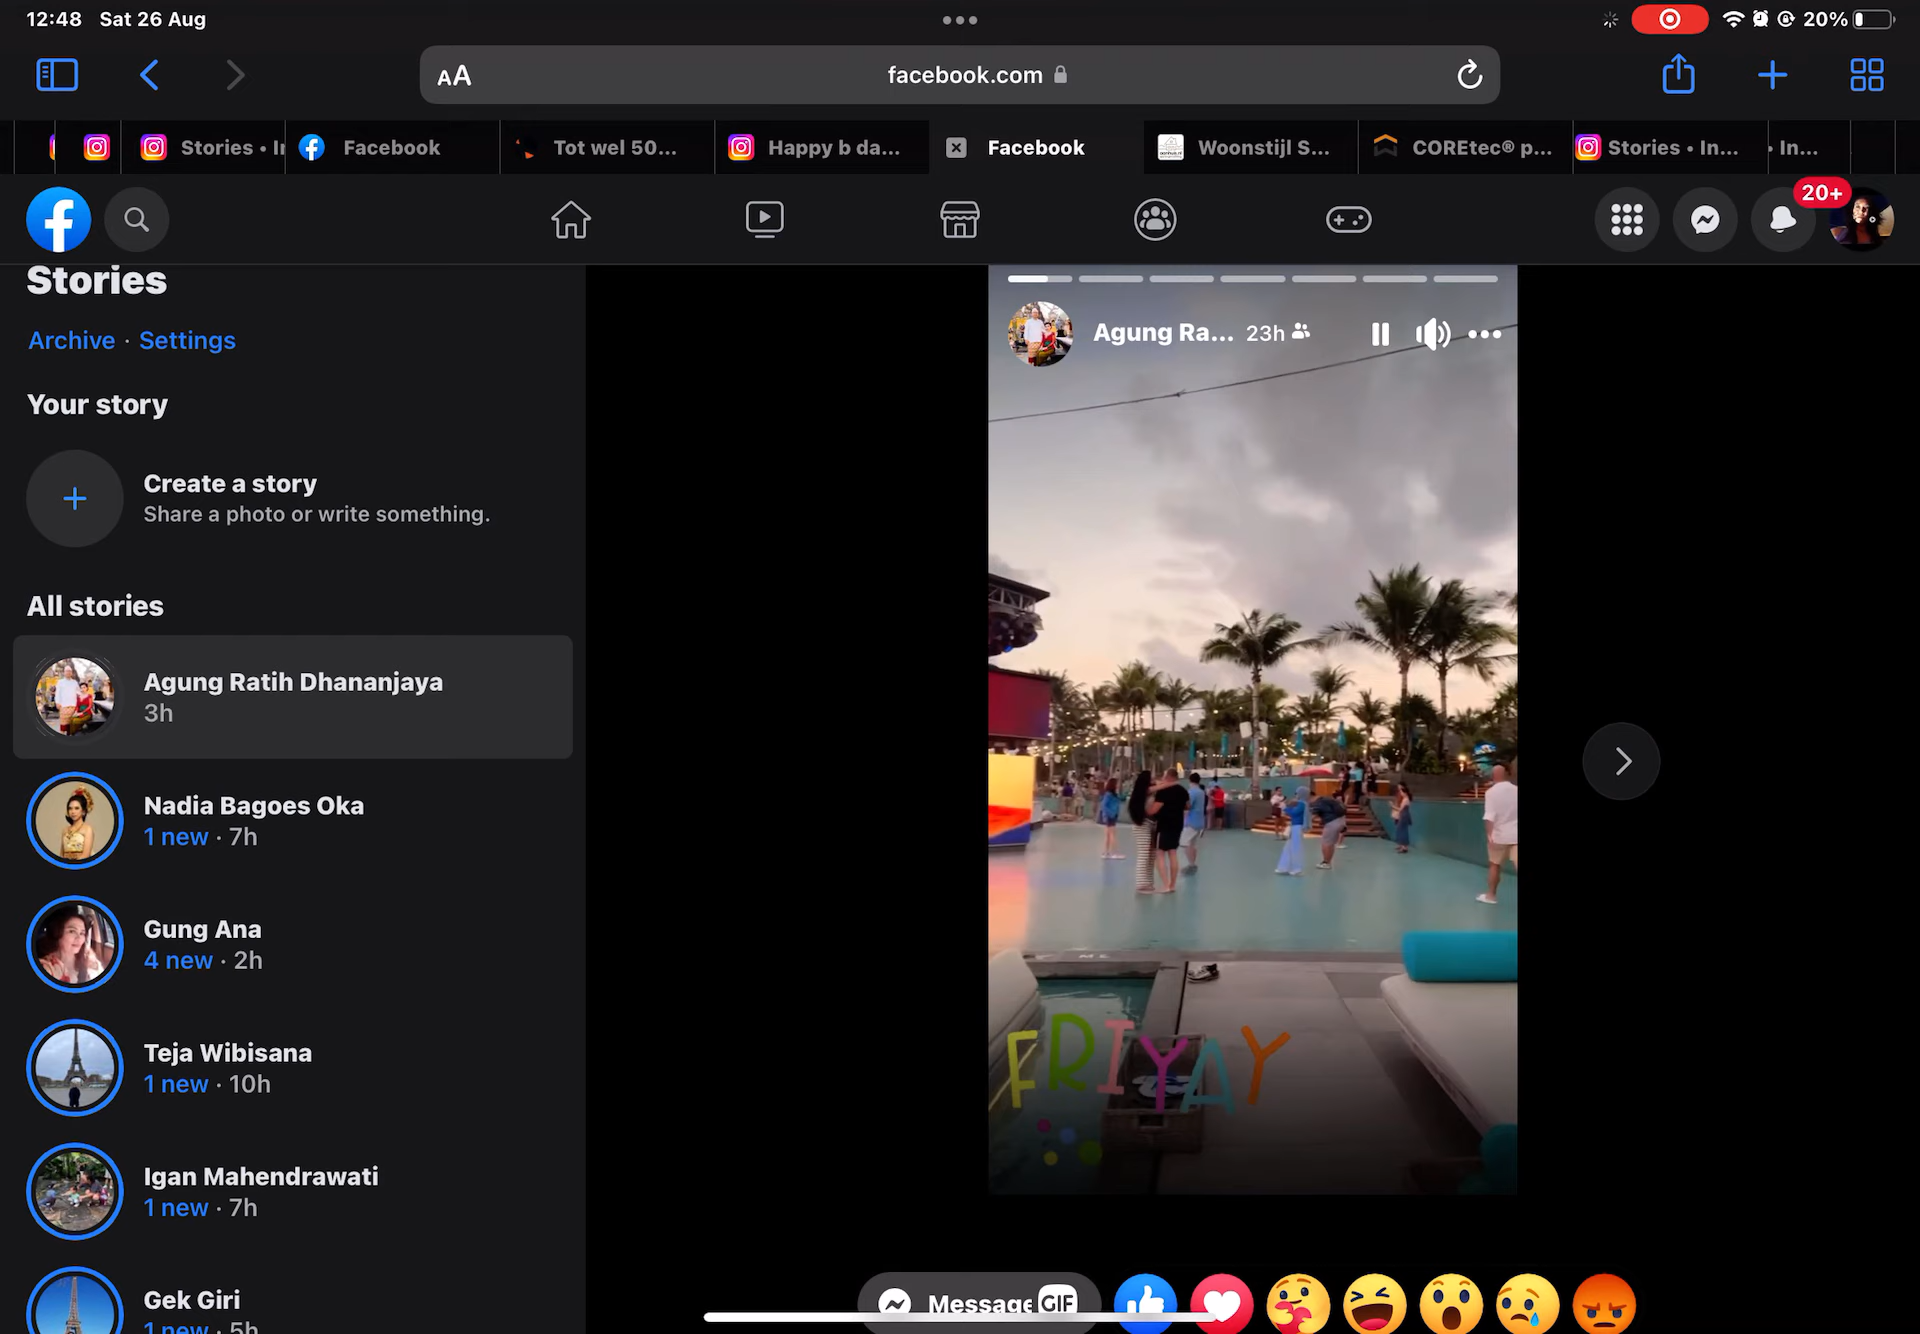 12:48 Sat 26 Aug
20%
AA facebook.com
Stories • I
Facebook
Tot wel 50...
Happy b da...
Facebook
Woonstijl S...
COREtec® p...
Stories • In...
• In...
20+
Stories
Archive · Settings
Your story
Create a story
Share a photo or write something.
All stories
Agung Ratih Dhananjaya
3h
Nadia Bagoes Oka
1 new · 7h
Gung Ana
4 new · 2h
Teja Wibisana
1 new · 10h
Igan Mahendrawati
1 new · 7h
Gek Giri
1 new · 5h
Agung Ra... 23h
FRIYAY
Message GIF